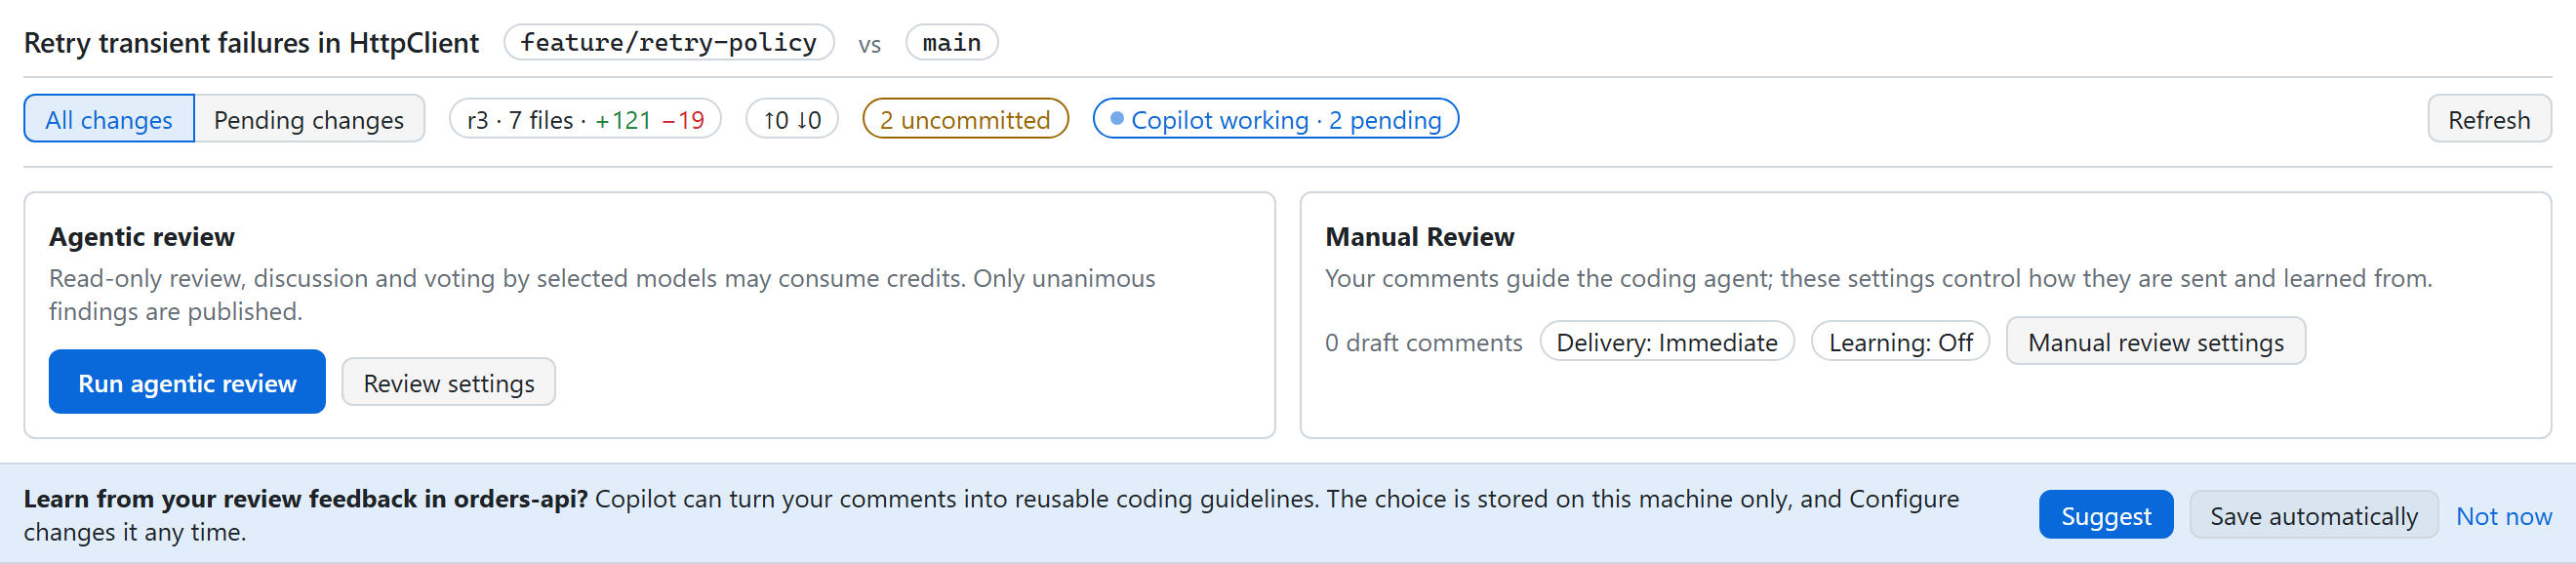 Retry transient failures in HttpClient feature/retry-policy vs main
All changes Pending changes r3 · 7 files · +121 −19 ↑0 ↓0 2 uncommitted Copilot working · 2 pending Refresh
Agentic review
Read-only review, discussion and voting by selected models may consume credits. Only unanimous
findings are published.
Run agentic review Review settings
Manual Review
Your comments guide the coding agent; these settings control how they are sent and learned from.
0 draft comments Delivery: Immediate Learning: Off Manual review settings
Learn from your review feedback in orders-api? Copilot can turn your comments into reusable coding guidelines. The choice is stored on this machine only, and Configure
changes it any time.
Suggest Save automatically Not now